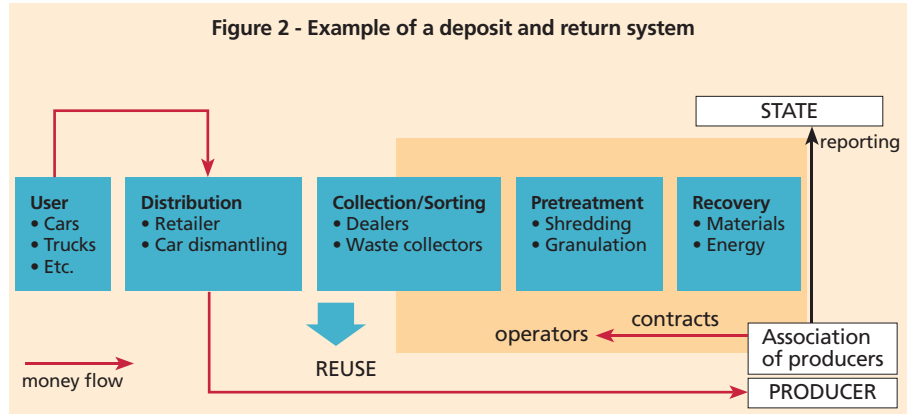 Figure 2 - Example of a deposit and return system
STATE
reporting
User
• Cars
• Trucks
• Etc.
Distribution
• Retailer
• Car dismantling
Collection/Sorting
• Dealers
• Waste collectors
Pretreatment
• Shredding
• Granulation
Recovery
• Materials
• Energy
operators
contracts
Association
of producers
REUSE
money flow
PRODUCER